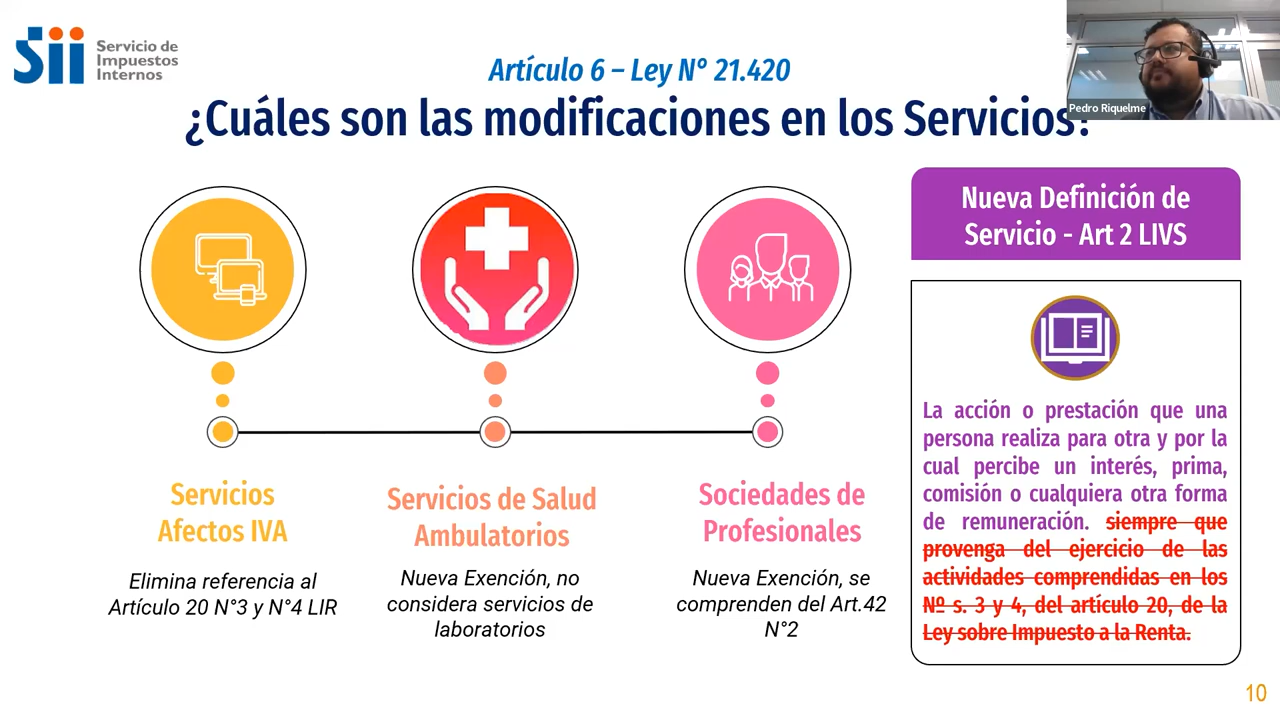 Sii Servicio de
Impuestos
Internos
Artículo 6 – Ley N° 21.420
¿Cuáles son las modificaciones en los Servicios?
Pedro Riquelme
Servicios
Afectos IVA
Elimina referencia al
Artículo 20 N°3 y N°4 LIR
Servicios de Salud
Ambulatorios
Nueva Exención, no
considera servicios de
laboratorios
Sociedades de
Profesionales
Nueva Exención, se
comprenden del Art.42
N°2
Nueva Definición de
Servicio - Art 2 LIVS
La acción o prestación que una
persona realiza para otra y por la
cual percibe un interés, prima,
comisión o cualquiera otra forma
de remuneración. siempre que
provenga del ejercicio de las
actividades comprendidas en los
Nº s. 3 y 4, del artículo 20, de la
Ley sobre Impuesto a la Renta.
10